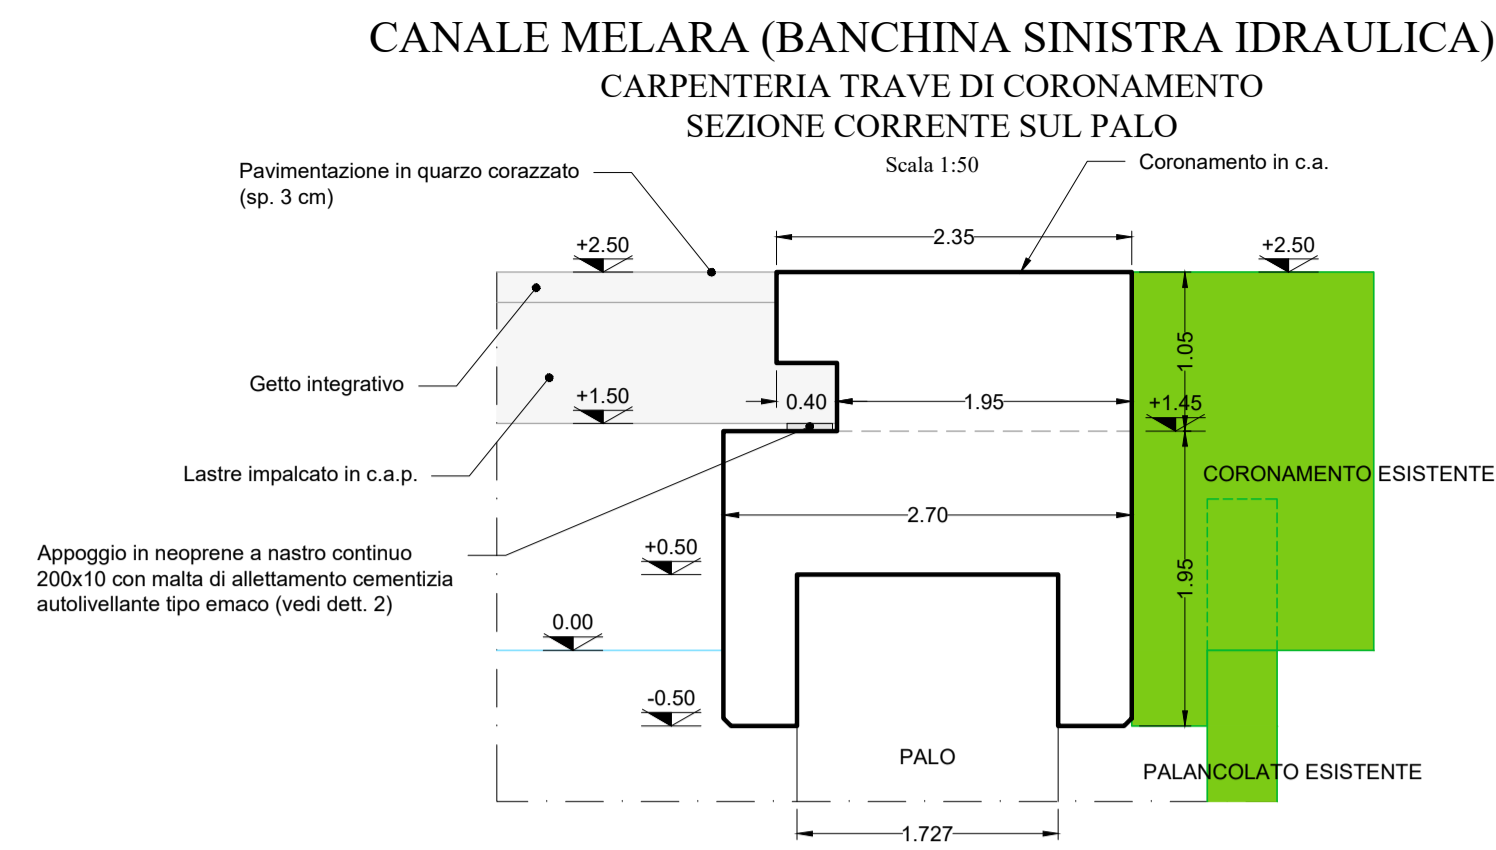 CANALE MELARA (BANCHINA SINISTRA IDRAULICA)
CARPENTERIA TRAVE DI CORONAMENTO
SEZIONE CORRENTE SUL PALO
Scala 1:50
Pavimentazione in quarzo corazzato
(sp. 3 cm)
Coronamento in c.a.
2.35
+2.50
+2.50
1.05
Getto integrativo
+1.50
0.40
1.95
+1.45
Lastre impalcato in c.a.p.
CORONAMENTO ESISTENTE
2.70
Appoggio in neoprene a nastro continuo
200x10 con malta di allettamento cementizia
autolivellante tipo emaco (vedi dett. 2)
+0.50
1.95
0.00
-0.50
PALO
PALANCOLATO ESISTENTE
1.727